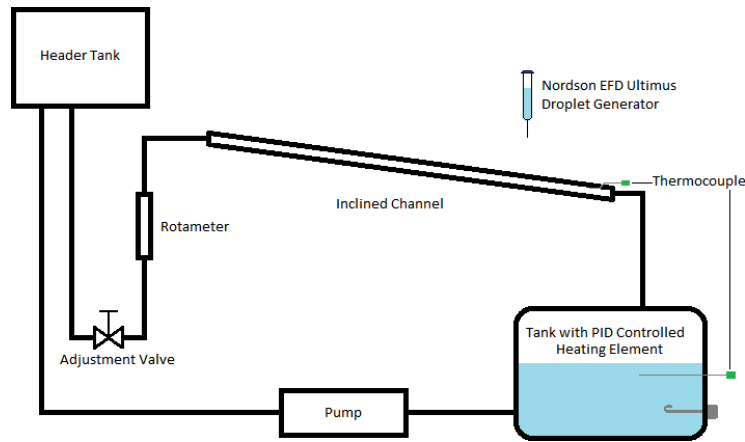 Header Tank
Nordson EFD Ultimus
Droplet Generator
Thermocouple
Inclined Channel
Rotameter
Tank with PID Controlled
Heating Element
Adjustment Valve
Pump